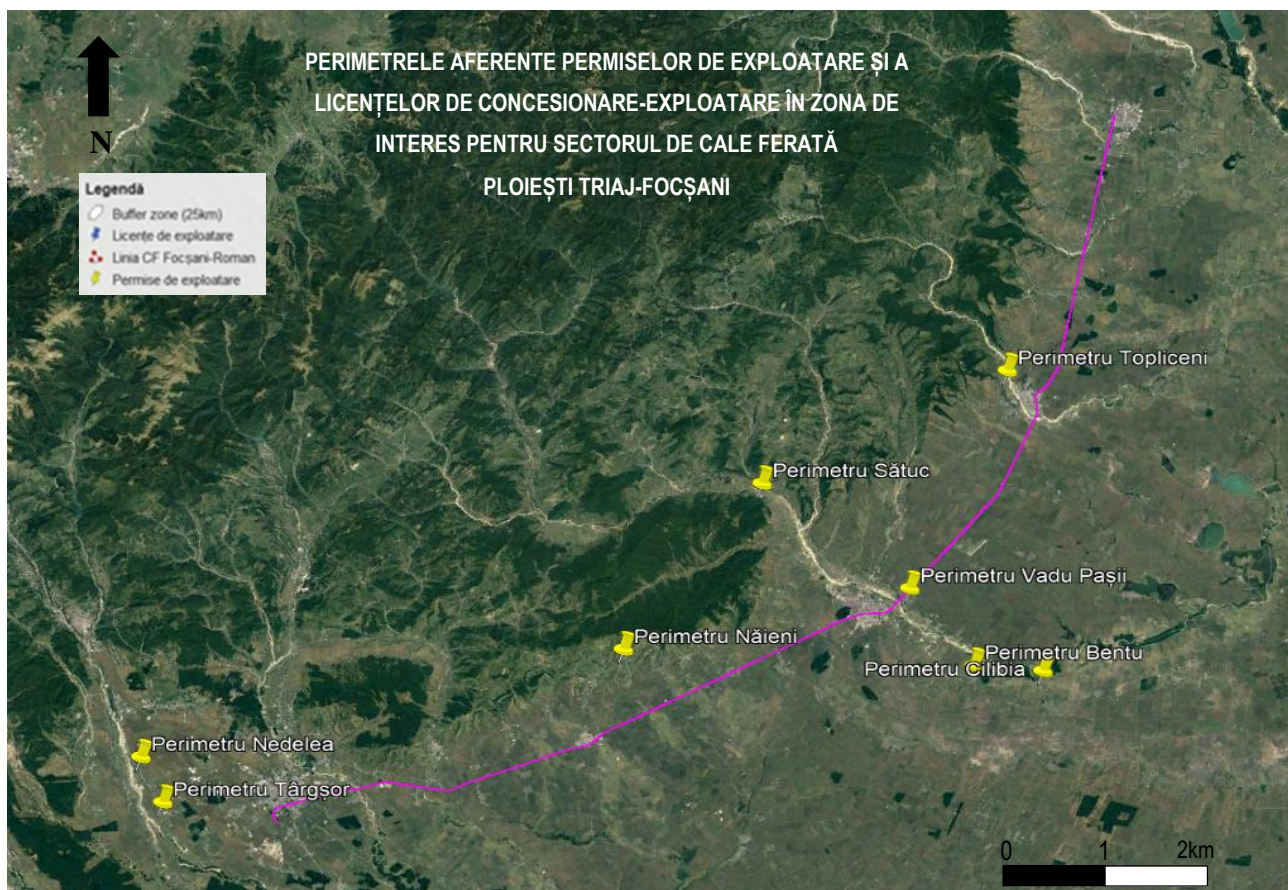 PERIMETRELE AFERENTE PERMISELOR DE EXPLOATARE ȘI A
LICENȚELOR DE CONCESIONARE-EXPLOATARE ÎN ZONA DE
INTERES PENTRU SECTORUL DE CALE FERATĂ
PLOIEȘTI TRIAJ-FOCȘANI
N
Legendă
Buffer zone (25km)
Licențe de exploatare
Linia CF Focșani-Roman
Permise de exploatare
Perimetru Topliceni
Perimetru Sătuc
Perimetru Vadu Pașii
Perimetru Năieni
Perimetru Bentu
Perimetru Cilibia
Perimetru Nedelea
Perimetru Târgșor
0 1 2km